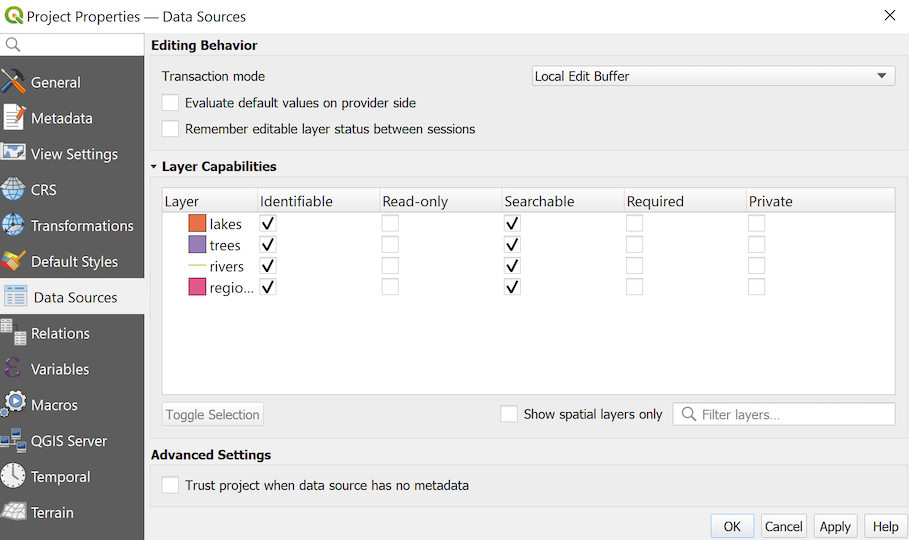 Project Properties — Data Sources
General
Metadata
View Settings
CRS
Transformations
Default Styles
Data Sources
Relations
Variables
Macros
QGIS Server
Temporal
Terrain
Editing Behavior
Transaction mode Local Edit Buffer
Evaluate default values on provider side
Remember editable layer status between sessions
Layer Capabilities
Layer Identifiable Read-only Searchable Required Private
lakes
trees
rivers
regio...
Toggle Selection Show spatial layers only Filter layers...
Advanced Settings
Trust project when data source has no metadata
OK Cancel Apply Help